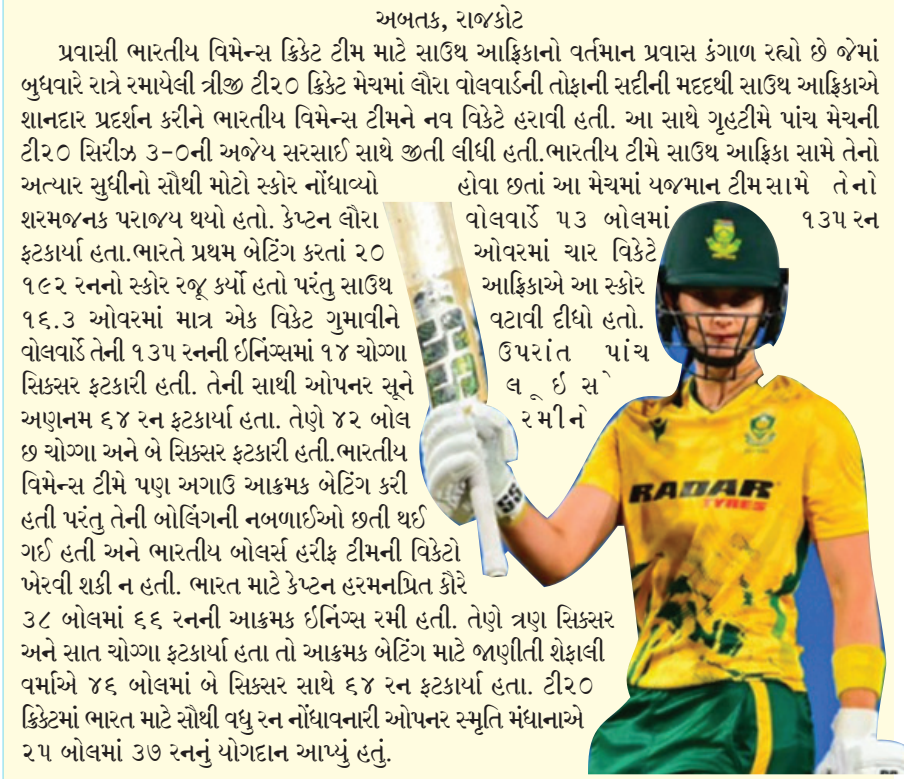 અબતક, રાજકોટ
પ્રવાસી ભારતીય વિમેન્સ ક્રિકેટ ટીમ માટે સાઉથ આફ્રિકાનો વર્તમાન પ્રવાસ કંગાળ રહ્યો છે જેમાં
બુધવારે રાત્રે રમાયેલી ત્રીજી ટી૨૦ ક્રિકેટ મેચમાં લૌરા વોલવાર્ડની તોફાની સદીની મદદથી સાઉથ આફ્રિકાએ
શાનદાર પ્રદર્શન કરીને ભારતીય વિમેન્સ ટીમને નવ વિકેટે હરાવી હતી. આ સાથે ગૃહટીમે પાંચ મેચની
ટી૨૦ સિરીઝ ૩-૦ની અજેય સરસાઈ સાથે જીતી લીધી હતી.ભારતીય ટીમે સાઉથ આફ્રિકા સામે તેનો
અત્યાર સુધીનો સૌથી મોટો સ્કોર નોંધાવ્યો હોવા છતાં આ મેચમાં યજમાન ટીમ સામે તેનો
શરમજનક પરાજય થયો હતો. કેપ્ટન લૌરા વોલવાર્ડે ૫૩ બોલમાં ૧૩૫ રન
ફટકાર્યા હતા.ભારતે પ્રથમ બેટિંગ કરતાં ૨૦ ઓવરમાં ચાર વિકેટે
૧૯૨ રનનો સ્કોર રજૂ કર્યો હતો પરંતુ સાઉથ આફ્રિકાએ આ સ્કોર
૧૬.૩ ઓવરમાં માત્ર એક વિકેટ ગુમાવીને વટાવી દીધો હતો.
વોલવાર્ડે તેની ૧૩૫ રનની ઇનિંગ્સમાં ૧૪ ચોગ્ગા ઉપરાંત પાંચ
સિક્સર ફટકારી હતી. તેની સાથી ઓપનર સૂને લૂઇસે
અણનમ ૬૪ રન ફટકાર્યા હતા. તેણે ૪૨ બોલ રમીને
છ ચોગ્ગા અને બે સિક્સર ફટકારી હતી.ભારતીય
વિમેન્સ ટીમે પણ અગાઉ આક્રમક બેટિંગ કરી
હતી પરંતુ તેની બોલિંગની નબળાઈઓ છતી થઈ
ગઈ હતી અને ભારતીય બોલર્સ હરીફ ટીમની વિકેટો
ખેરવી શકી ન હતી. ભારત માટે કેપ્ટન હરમનપ્રિત કૌરે
૩૮ બોલમાં ૬૬ રનની આક્રમક ઇનિંગ્સ રમી હતી. તેણે ત્રણ સિક્સર
અને સાત ચોગ્ગા ફટકાર્યા હતા તો આક્રમક બેટિંગ માટે જાણીતી શેફાલી
વર્માએ ૪૬ બોલમાં બે સિક્સર સાથે ૬૪ રન ફટકાર્યા હતા. ટી૨૦
ક્રિકેટમાં ભારત માટે સૌથી વધુ રન નોંધાવનારી ઓપનર સ્મૃતિ મંધાનાએ
૨૫ બોલમાં ૩૭ રનનું યોગદાન આપ્યું હતું.
RADAR
TYRES
SS